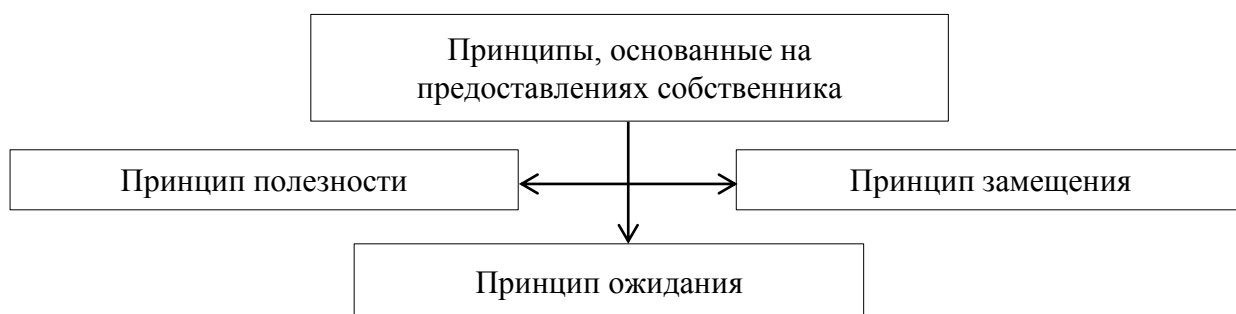 Принципы, основанные на
предоставлениях собственника
Принцип полезности
Принцип замещения
Принцип ожидания